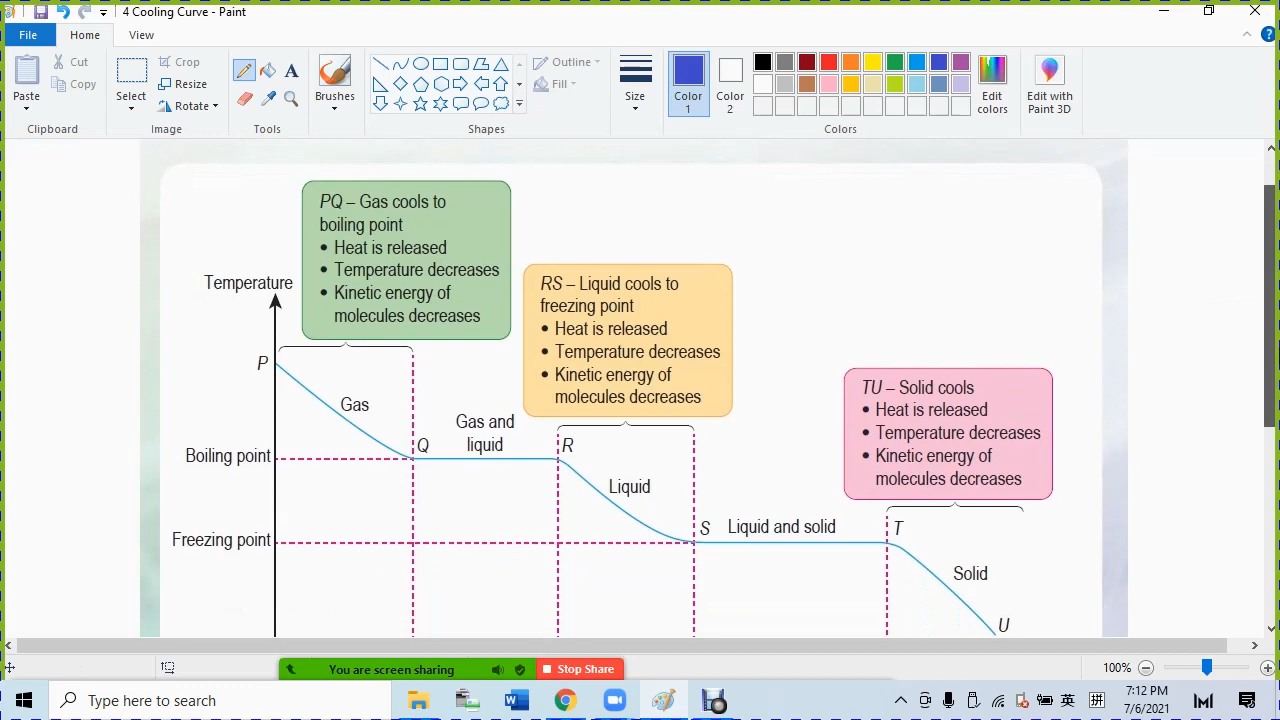 4 Cooling Curve - Paint
File
Home
View
Paste
Cut
Copy
Clipboard
Select
Crop
Resize
Rotate
Image
A
Tools
Brushes
Outline
Fill
Shapes
Size
Color 1
Color 2
Edit colors
Colors
Edit with Paint 3D
PQ – Gas cools to
boiling point
• Heat is released
• Temperature decreases
• Kinetic energy of
molecules decreases
RS – Liquid cools to
freezing point
• Heat is released
• Temperature decreases
• Kinetic energy of
molecules decreases
TU – Solid cools
• Heat is released
• Temperature decreases
• Kinetic energy of
molecules decreases
Temperature
P
Gas
Boiling point
Q
Gas and
liquid
R
Liquid
Freezing point
S
Liquid and solid
T
Solid
U
You are screen sharing
Stop Share
100%
Type here to search
英
拼
7:12 PM
7/6/2021